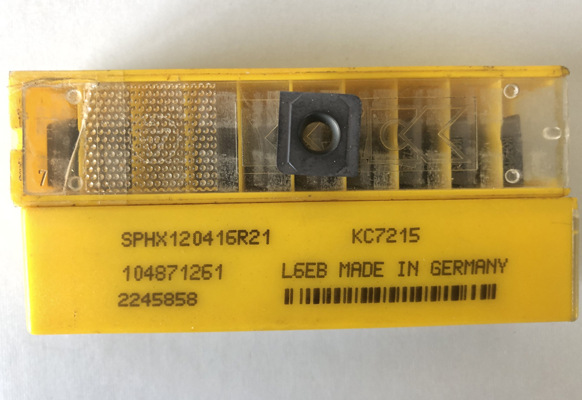 SPHX120416R21 KC7215
104871261 L6EB MADE IN GERMANY
2245858